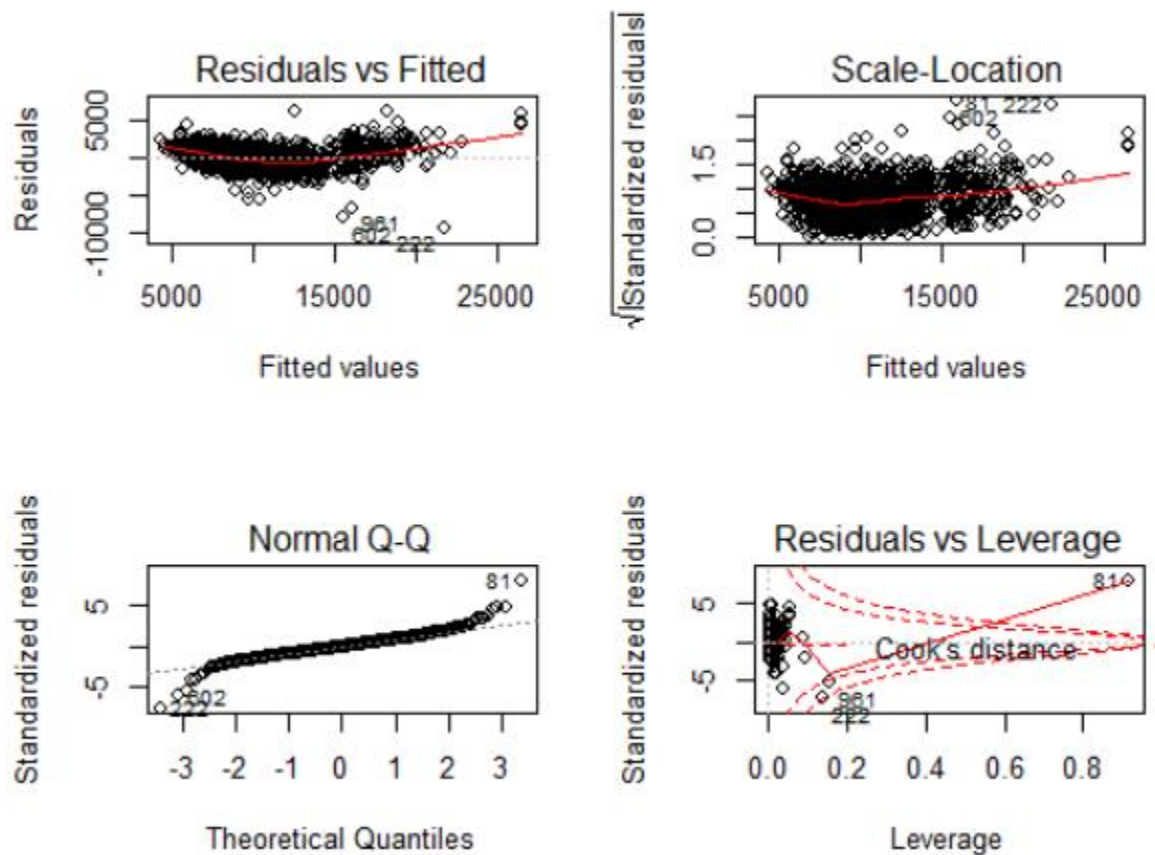 Residuals vs Fitted
Residuals
5000
-10000
961
602
222
5000
15000
25000
Fitted values
Scale-Location
√|Standardized residuals|
1.5
0.0
81
222
602
5000
15000
25000
Fitted values
Normal Q-Q
Standardized residuals
5
-5
81
602
222
-3
-2
-1
0
1
2
3
Theoretical Quantiles
Residuals vs Leverage
Standardized residuals
5
-5
81
Cook's distance
961
222
0.0
0.2
0.4
0.6
0.8
Leverage